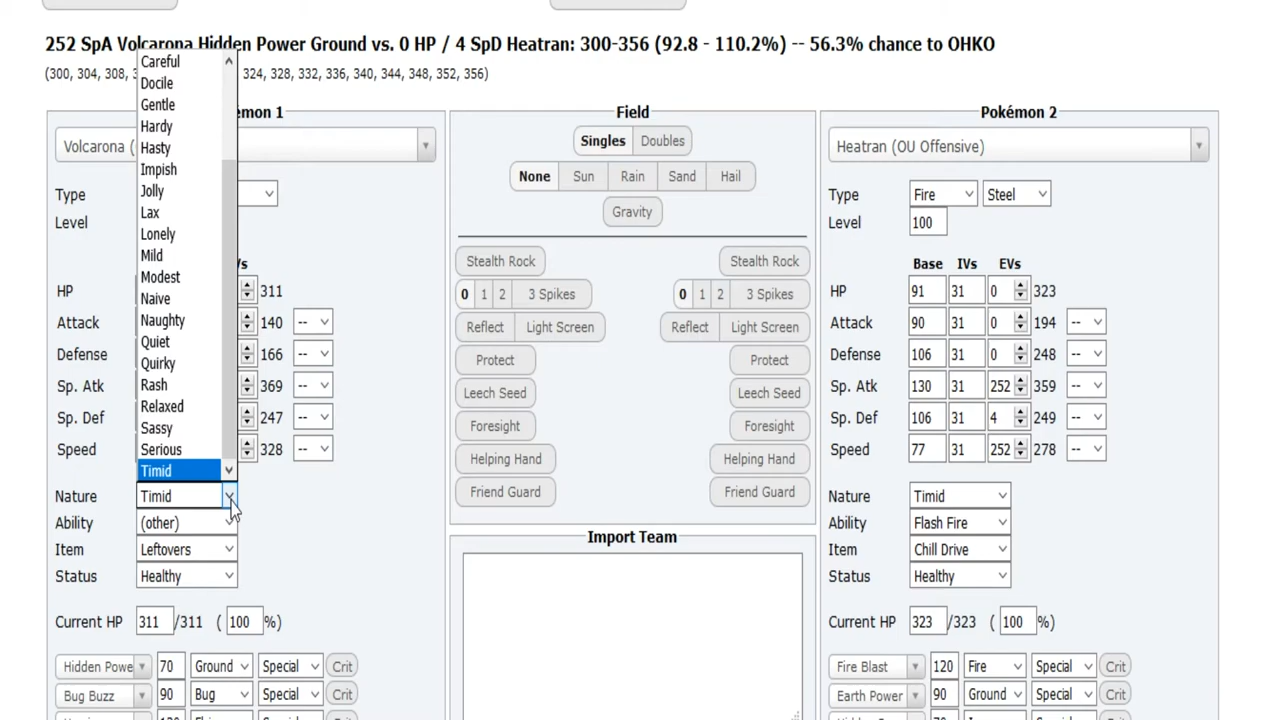 252 SpA Volcarona Hidden Power Ground vs. 0 HP / 4 SpD Heatran: 300-356 (92.8 - 110.2%) -- 56.3% chance to OHKO
(300, 304, 308, 324, 328, 332, 336, 340, 344, 348, 352, 356)
Careful
Docile
Gentle
Hardy
Hasty
Impish
Jolly
Lax
Lonely
Mild
Modest
Naive
Naughty
Quiet
Quirky
Rash
Relaxed
Sassy
Serious
Timid
émon 1
Volcarona (
Type
Level
Vs
HP 311
Attack 140 --
Defense 166 --
Sp. Atk 369 --
Sp. Def 247 --
Speed 328 --
Nature Timid
Ability (other)
Item Leftovers
Status Healthy
Current HP 311 /311 ( 100 %)
Hidden Powe 70 Ground Special Crit
Bug Buzz 90 Bug Special Crit
Field
Singles Doubles
None Sun Rain Sand Hail
Gravity
Stealth Rock Stealth Rock
0 1 2 3 Spikes 0 1 2 3 Spikes
Reflect Light Screen Reflect Light Screen
Protect Protect
Leech Seed Leech Seed
Foresight Foresight
Helping Hand Helping Hand
Friend Guard Friend Guard
Import Team
Pokémon 2
Heatran (OU Offensive)
Type Fire Steel
Level 100
Base IVs EVs
HP 91 31 0 323
Attack 90 31 0 194 --
Defense 106 31 0 248 --
Sp. Atk 130 31 252 359 --
Sp. Def 106 31 4 249 --
Speed 77 31 252 278 --
Nature Timid
Ability Flash Fire
Item Chill Drive
Status Healthy
Current HP 323 /323 ( 100 %)
Fire Blast 120 Fire Special Crit
Earth Power 90 Ground Special Crit